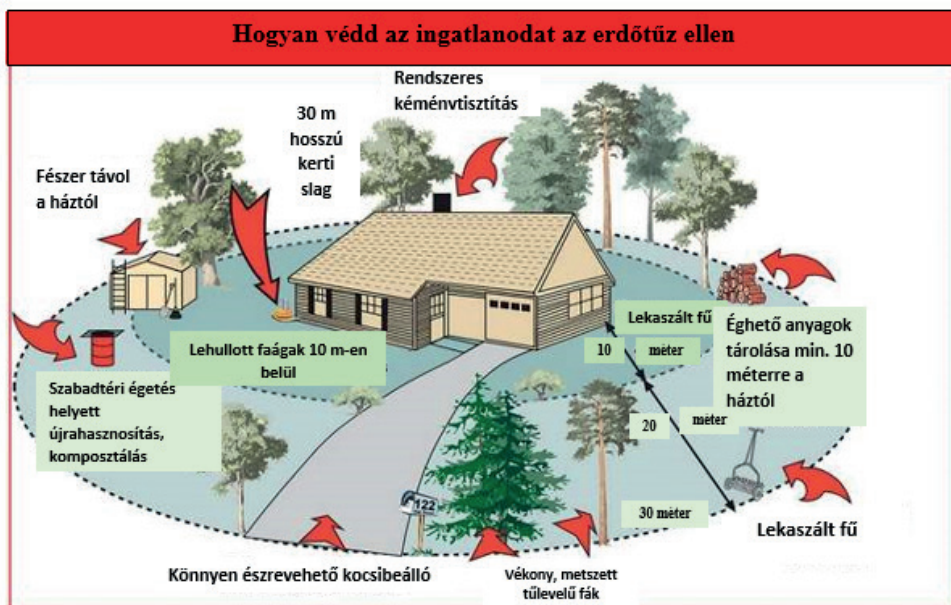 Hogyan védd az ingatlanodat az erdőtűz ellen
Rendszeres
kéménytisztítás
30 m
hosszú
kerti
slag
Fészer távol
a háztól
Lekaszált fű
10 méter
Éghető anyagok
tárolása min. 10
méterre a
háztól
Lehullott faágak 10 m-en
belül
Szabadtéri égetés
helyett
újrahasznosítás,
komposztálás
20 méter
122
30 méter
Lekaszált fű
Könnyen észrevehető kocsibeálló
Vékony, metszett
tűlevelű fák